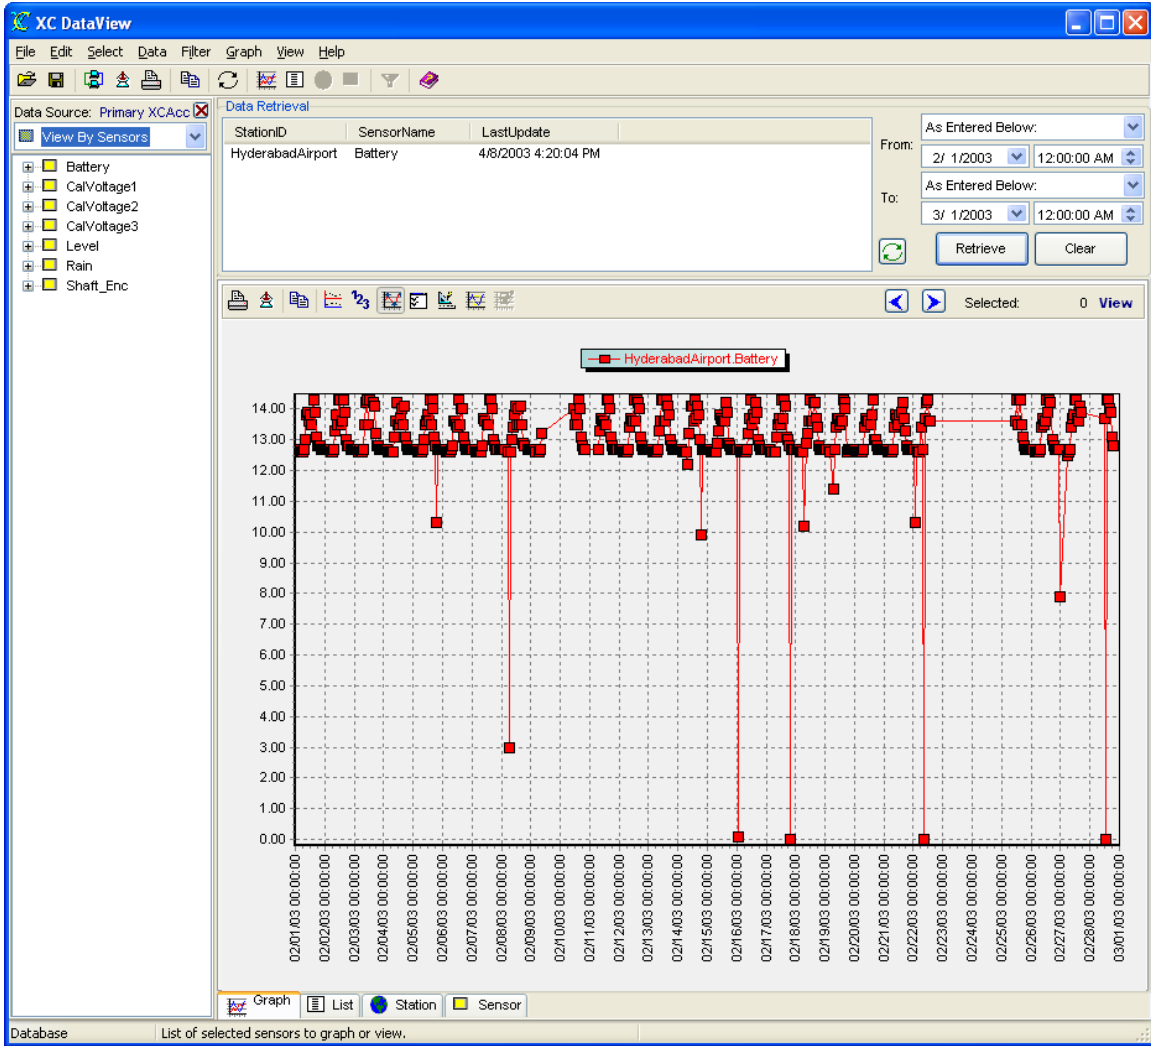 XC DataView
File Edit Select Data Filter Graph View Help
Data Source: Primary XCAcc
View By Sensors
Battery
CalVoltage1
CalVoltage2
CalVoltage3
Level
Rain
Shaft_Enc
Data Retrieval
StationID SensorName LastUpdate
HyderabadAirport Battery 4/8/2003 4:20:04 PM
From:
As Entered Below:
2/ 1/2003 12:00:00 AM
To:
As Entered Below:
3/ 1/2003 12:00:00 AM
Retrieve Clear
123 Selected: 0 View
HyderabadAirport.Battery
14.00
13.00
12.00
11.00
10.00
9.00
8.00
7.00
6.00
5.00
4.00
3.00
2.00
1.00
0.00
02/01/03 00:00:00
02/02/03 00:00:00
02/03/03 00:00:00
02/04/03 00:00:00
02/05/03 00:00:00
02/06/03 00:00:00
02/07/03 00:00:00
02/08/03 00:00:00
02/09/03 00:00:00
02/10/03 00:00:00
02/11/03 00:00:00
02/12/03 00:00:00
02/13/03 00:00:00
02/14/03 00:00:00
02/15/03 00:00:00
02/16/03 00:00:00
02/17/03 00:00:00
02/18/03 00:00:00
02/19/03 00:00:00
02/20/03 00:00:00
02/21/03 00:00:00
02/22/03 00:00:00
02/23/03 00:00:00
02/24/03 00:00:00
02/25/03 00:00:00
02/26/03 00:00:00
02/27/03 00:00:00
02/28/03 00:00:00
03/01/03 00:00:00
Graph List Station Sensor
Database List of selected sensors to graph or view.